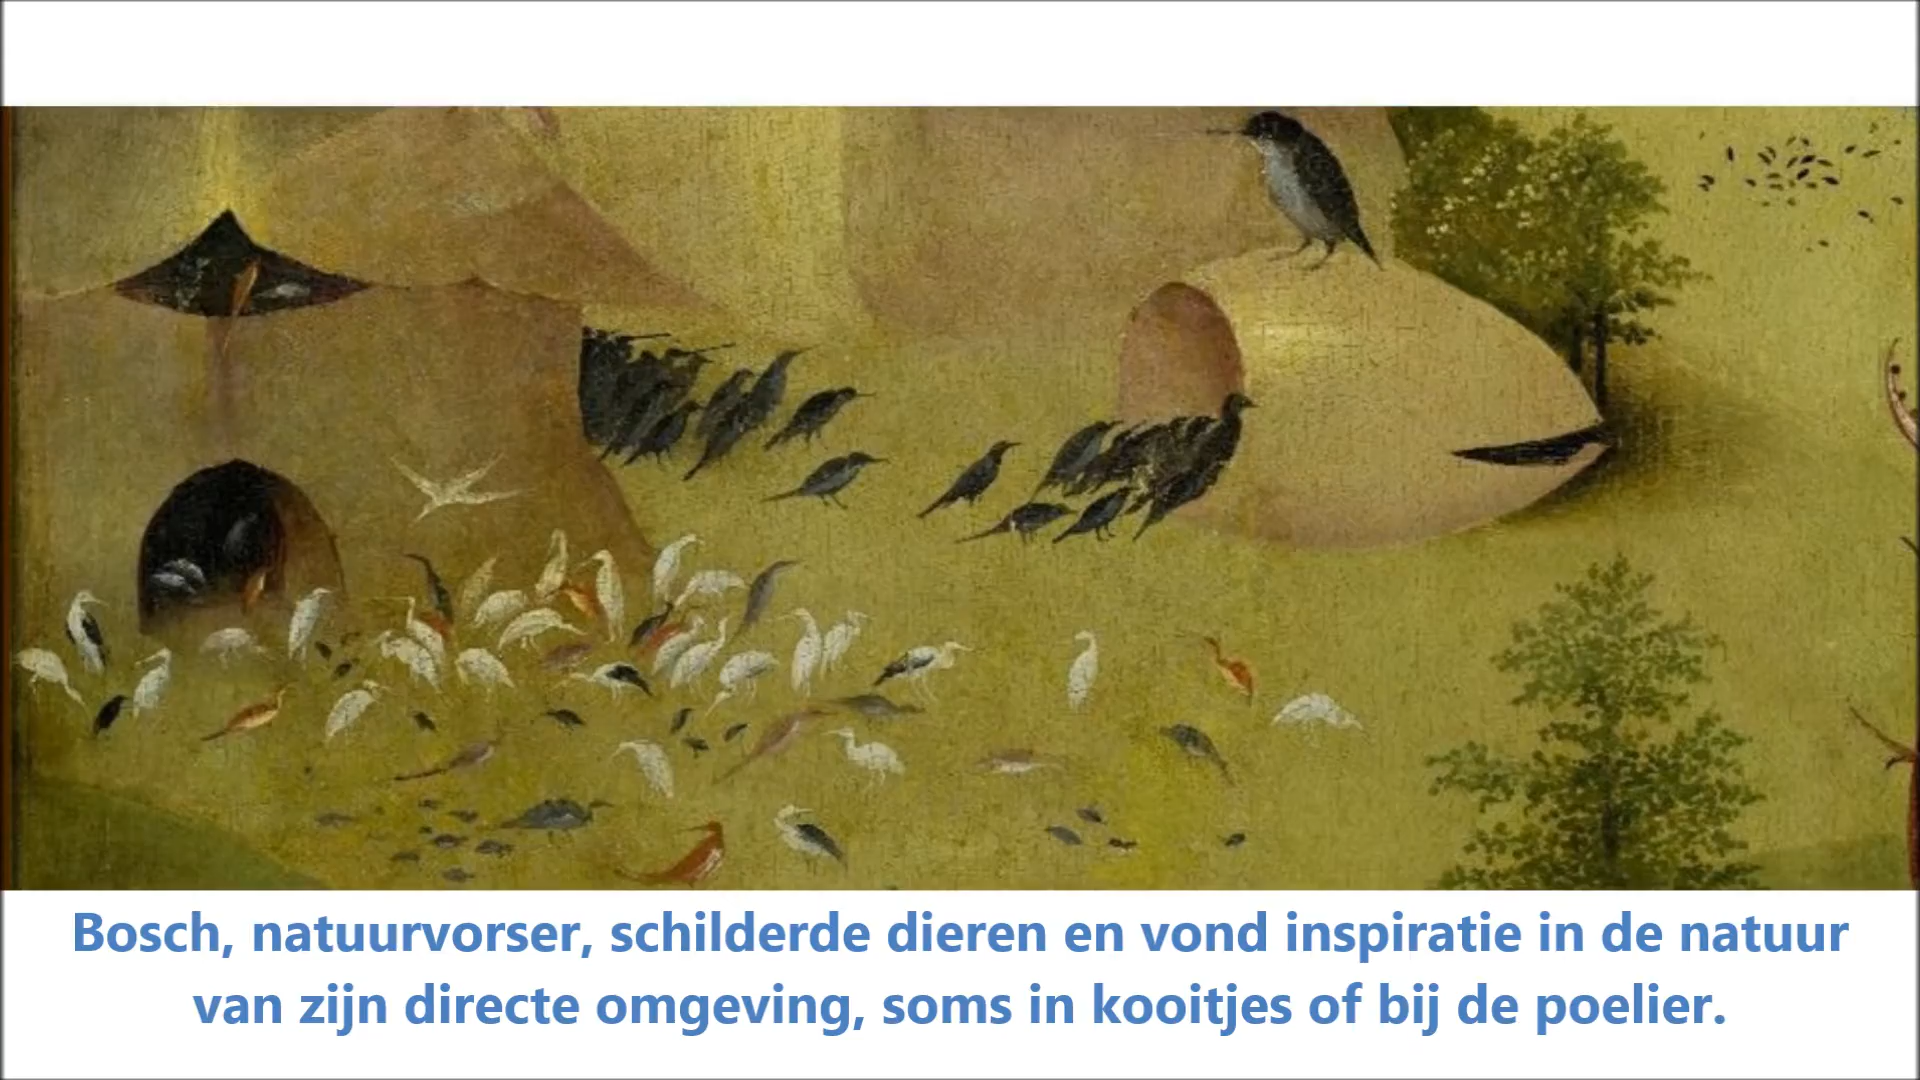 Bosch, natuurvorser, schilderde dieren en vond inspiratie in de natuur
van zijn directe omgeving, soms in kooitjes of bij de poelier.